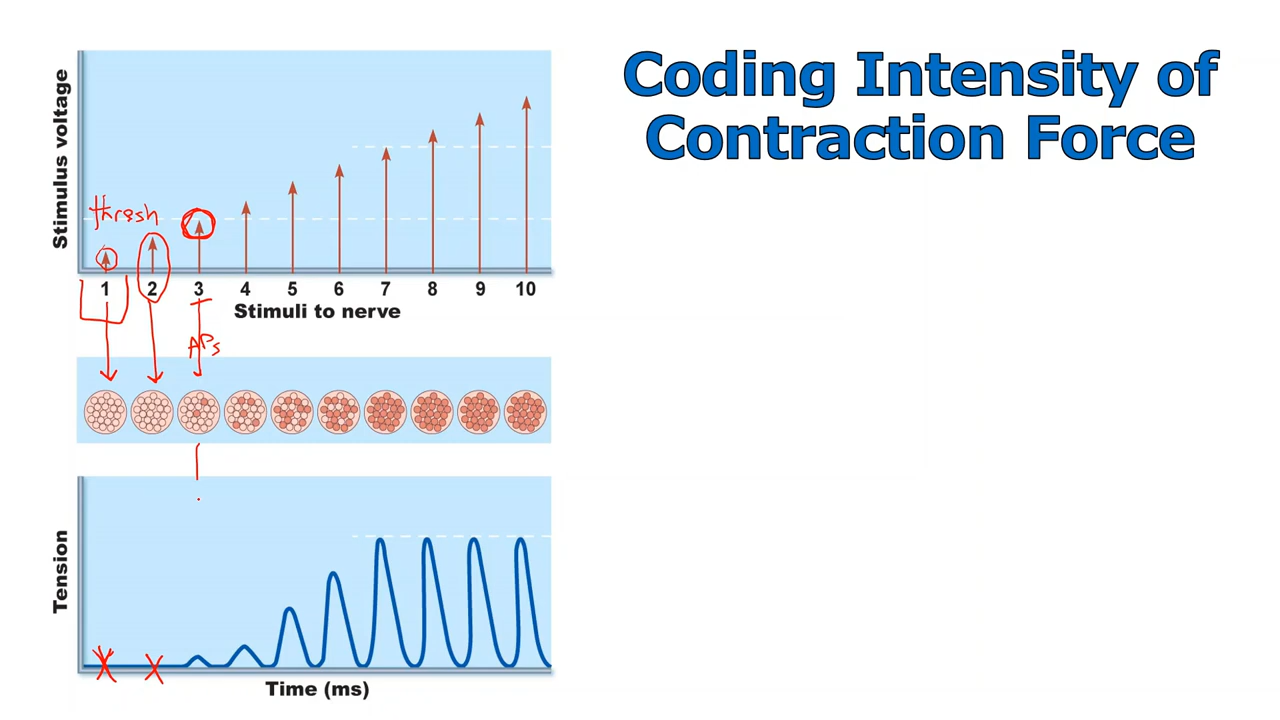 Coding Intensity of
Contraction Force
Stimulus voltage
thresh
1 2 3 4 5 6 7 8 9 10
Stimuli to nerve
APs
Tension
Time (ms)